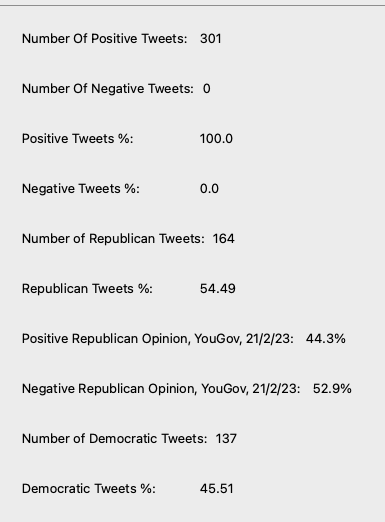 Number Of Positive Tweets: 301
Number Of Negative Tweets: 0
Positive Tweets %: 100.0
Negative Tweets %: 0.0
Number of Republican Tweets: 164
Republican Tweets %: 54.49
Positive Republican Opinion, YouGov, 21/2/23: 44.3%
Negative Republican Opinion, YouGov, 21/2/23: 52.9%
Number of Democratic Tweets: 137
Democratic Tweets %: 45.51